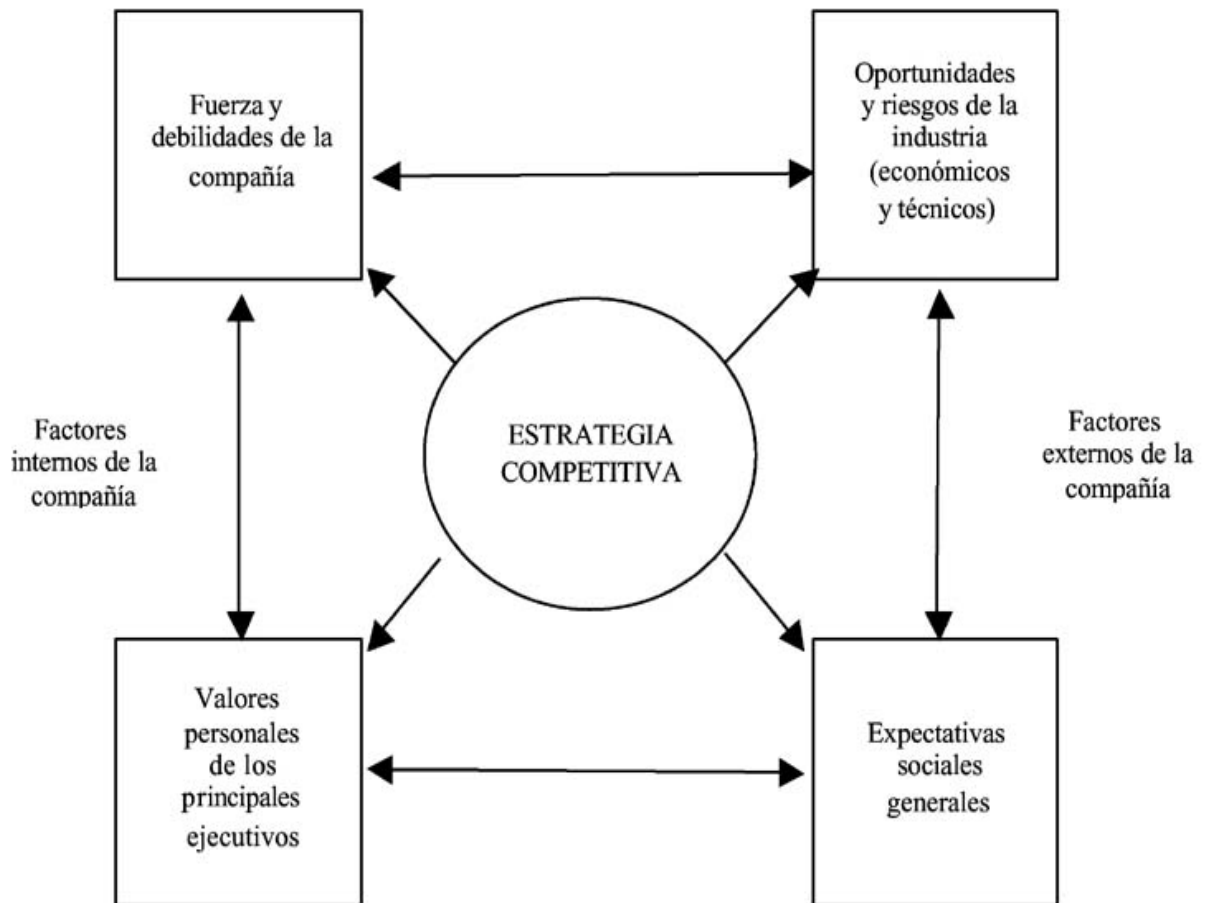 Fuerza y
debilidades de la
compañía
Oportunidades
y riesgos de la
industria
(económicos
y técnicos)
Factores
internos de la
compañía
ESTRATEGIA
COMPETITIVA
Factores
externos de la
compañía
Valores
personales
de los
principales
ejecutivos
Expectativas
sociales
generales